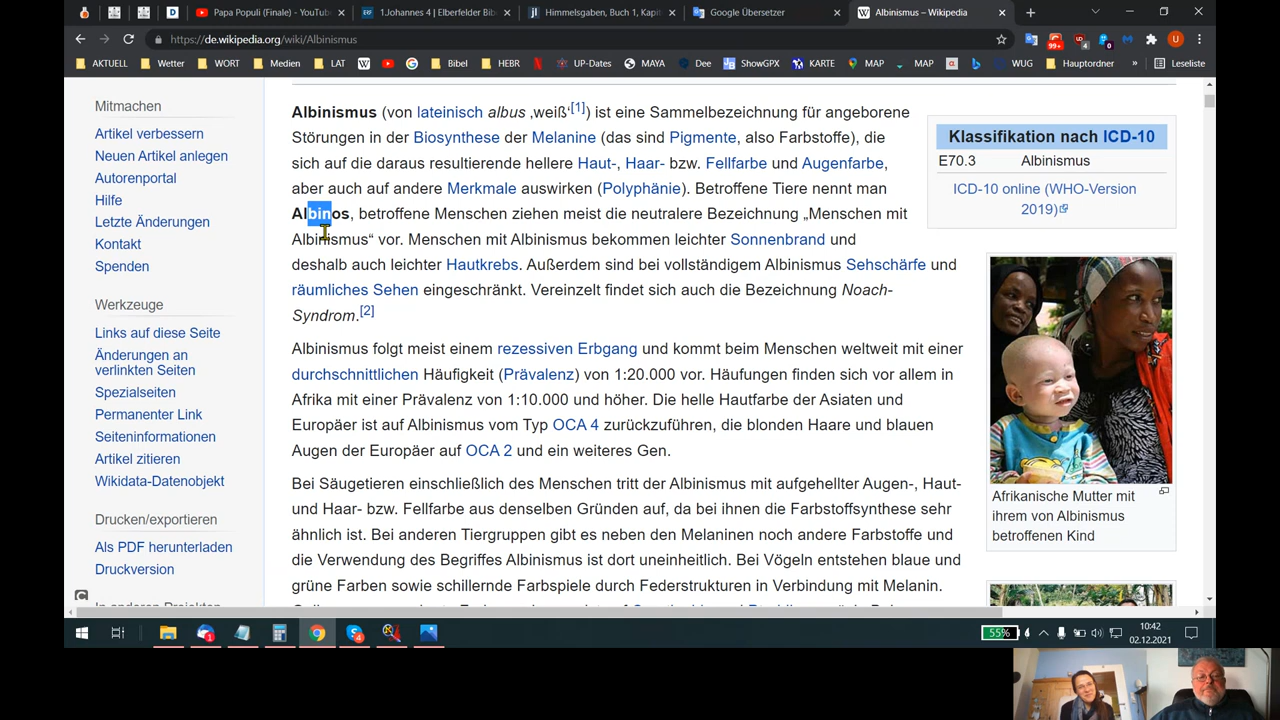 Papa Populi (Finale) - YouTube
1.Johannes 4 | Elberfelder Bib
Himmelsgaben, Buch 1, Kapit
Google Übersetzer
Albinismus – Wikipedia
https://de.wikipedia.org/wiki/Albinismus
AKTUELL Wetter WORT Medien LAT Bibel HEBR UP-Dates MAYA Dee ShowGPX KARTE MAP MAP WUG Hauptordner » Leseliste
Mitmachen
Artikel verbessern
Neuen Artikel anlegen
Autorenportal
Hilfe
Letzte Änderungen
Kontakt
Spenden
Werkzeuge
Links auf diese Seite
Änderungen an
verlinkten Seiten
Spezialseiten
Permanenter Link
Seiteninformationen
Artikel zitieren
Wikidata-Datenobjekt
Drucken/exportieren
Als PDF herunterladen
Druckversion
In anderen Projekten
Albinismus (von lateinisch albus ‚weiß‘[1]) ist eine Sammelbezeichnung für angeborene
Störungen in der Biosynthese der Melanine (das sind Pigmente, also Farbstoffe), die
sich auf die daraus resultierende hellere Haut-, Haar- bzw. Fellfarbe und Augenfarbe,
aber auch auf andere Merkmale auswirken (Polyphänie). Betroffene Tiere nennt man
Albinos, betroffene Menschen ziehen meist die neutralere Bezeichnung „Menschen mit
Albinismus“ vor. Menschen mit Albinismus bekommen leichter Sonnenbrand und
deshalb auch leichter Hautkrebs. Außerdem sind bei vollständigem Albinismus Sehschärfe und
räumliches Sehen eingeschränkt. Vereinzelt findet sich auch die Bezeichnung Noach-
Syndrom.[2]
Albinismus folgt meist einem rezessiven Erbgang und kommt beim Menschen weltweit mit einer
durchschnittlichen Häufigkeit (Prävalenz) von 1:20.000 vor. Häufungen finden sich vor allem in
Afrika mit einer Prävalenz von 1:10.000 und höher. Die helle Hautfarbe der Asiaten und
Europäer ist auf Albinismus vom Typ OCA 4 zurückzuführen, die blonden Haare und blauen
Augen der Europäer auf OCA 2 und ein weiteres Gen.
Bei Säugetieren einschließlich des Menschen tritt der Albinismus mit aufgehellter Augen-, Haut-
und Haar- bzw. Fellfarbe aus denselben Gründen auf, da bei ihnen die Farbstoffsynthese sehr
ähnlich ist. Bei anderen Tiergruppen gibt es neben den Melaninen noch andere Farbstoffe und
die Verwendung des Begriffes Albinismus ist dort uneinheitlich. Bei Vögeln entstehen blaue und
grüne Farben sowie schillernde Farbspiele durch Federstrukturen in Verbindung mit Melanin.
Klassifikation nach ICD-10
E70.3 Albinismus
ICD-10 online (WHO-Version
2019)
Afrikanische Mutter mit
ihrem von Albinismus
betroffenen Kind
55%
10:42
02.12.2021